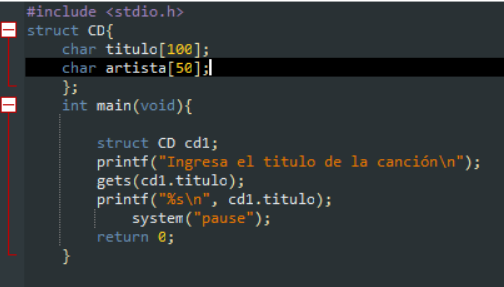 #include <stdio.h>
struct CD{
char titulo[100];
char artista[50];
};
int main(void){
struct CD cd1;
printf("Ingresa el titulo de la canción\n");
gets(cd1.titulo);
printf("%s\n", cd1.titulo);
system("pause");
return 0;
}